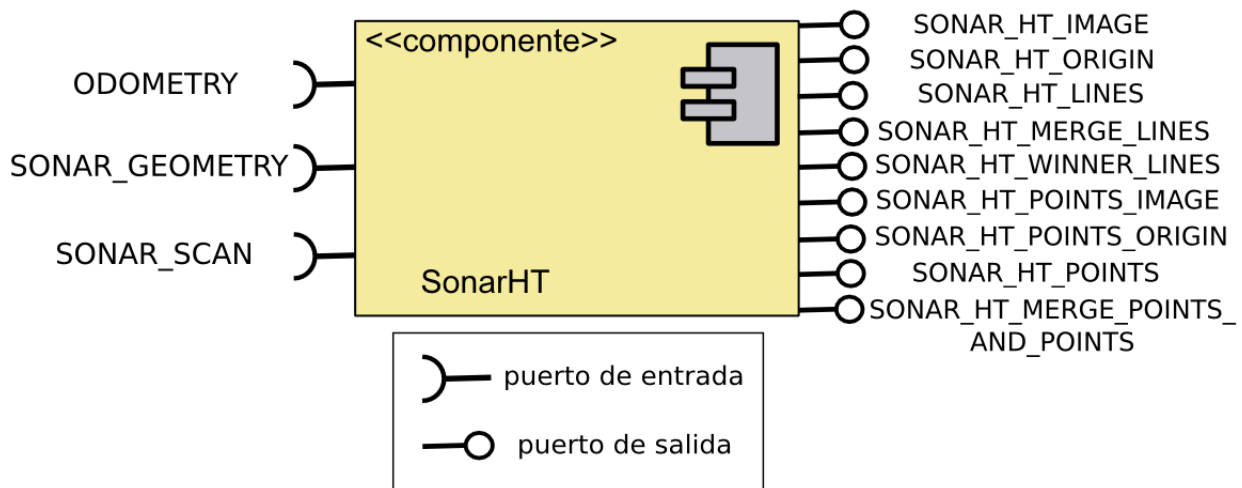 <<componente>>
ODOMETRY
SONAR_GEOMETRY
SONAR_SCAN
SonarHT
SONAR_HT_IMAGE
SONAR_HT_ORIGIN
SONAR_HT_LINES
SONAR_HT_MERGE_LINES
SONAR_HT_WINNER_LINES
SONAR_HT_POINTS_IMAGE
SONAR_HT_POINTS_ORIGIN
SONAR_HT_POINTS
SONAR_HT_MERGE_POINTS_
AND_POINTS
puerto de entrada
puerto de salida